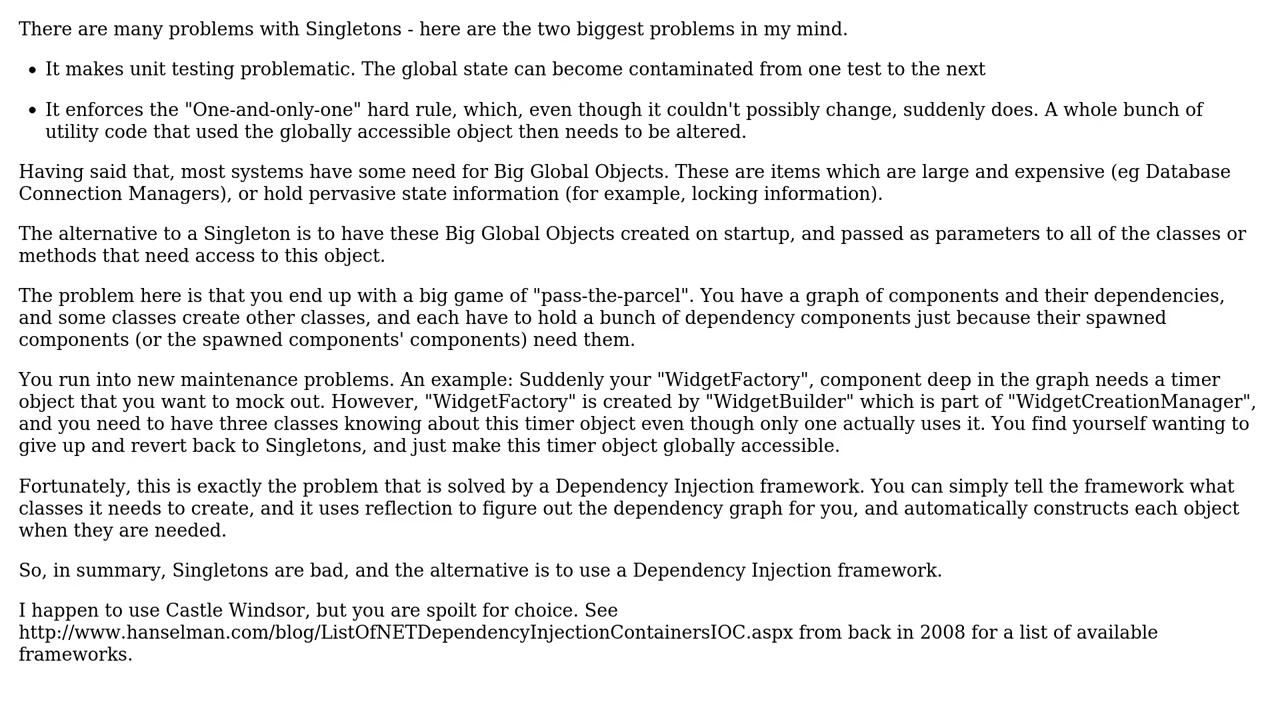 There are many problems with Singletons - here are the two biggest problems in my mind.
• It makes unit testing problematic. The global state can become contaminated from one test to the next
• It enforces the "One-and-only-one" hard rule, which, even though it couldn't possibly change, suddenly does. A whole bunch of
utility code that used the globally accessible object then needs to be altered.
Having said that, most systems have some need for Big Global Objects. These are items which are large and expensive (eg Database
Connection Managers), or hold pervasive state information (for example, locking information).
The alternative to a Singleton is to have these Big Global Objects created on startup, and passed as parameters to all of the classes or
methods that need access to this object.
The problem here is that you end up with a big game of "pass-the-parcel". You have a graph of components and their dependencies,
and some classes create other classes, and each have to hold a bunch of dependency components just because their spawned
components (or the spawned components' components) need them.
You run into new maintenance problems. An example: Suddenly your "WidgetFactory", component deep in the graph needs a timer
object that you want to mock out. However, "WidgetFactory" is created by "WidgetBuilder" which is part of "WidgetCreationManager",
and you need to have three classes knowing about this timer object even though only one actually uses it. You find yourself wanting to
give up and revert back to Singletons, and just make this timer object globally accessible.
Fortunately, this is exactly the problem that is solved by a Dependency Injection framework. You can simply tell the framework what
classes it needs to create, and it uses reflection to figure out the dependency graph for you, and automatically constructs each object
when they are needed.
So, in summary, Singletons are bad, and the alternative is to use a Dependency Injection framework.
I happen to use Castle Windsor, but you are spoilt for choice. See
http://www.hanselman.com/blog/ListOfNETDependencyInjectionContainersIOC.aspx from back in 2008 for a list of available
frameworks.